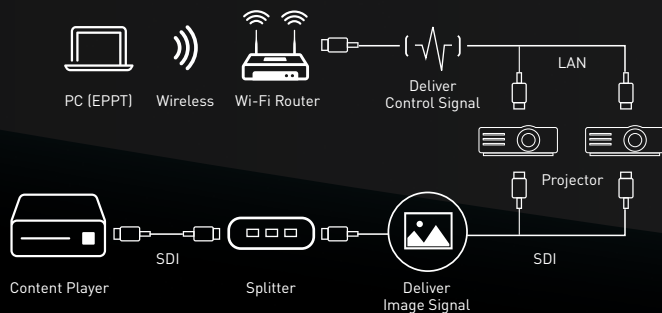 PC (EPPT)
Wireless
Wi-Fi Router
Deliver
Control Signal
LAN
Projector
SDI
SDI
Content Player
Splitter
Deliver
Image Signal